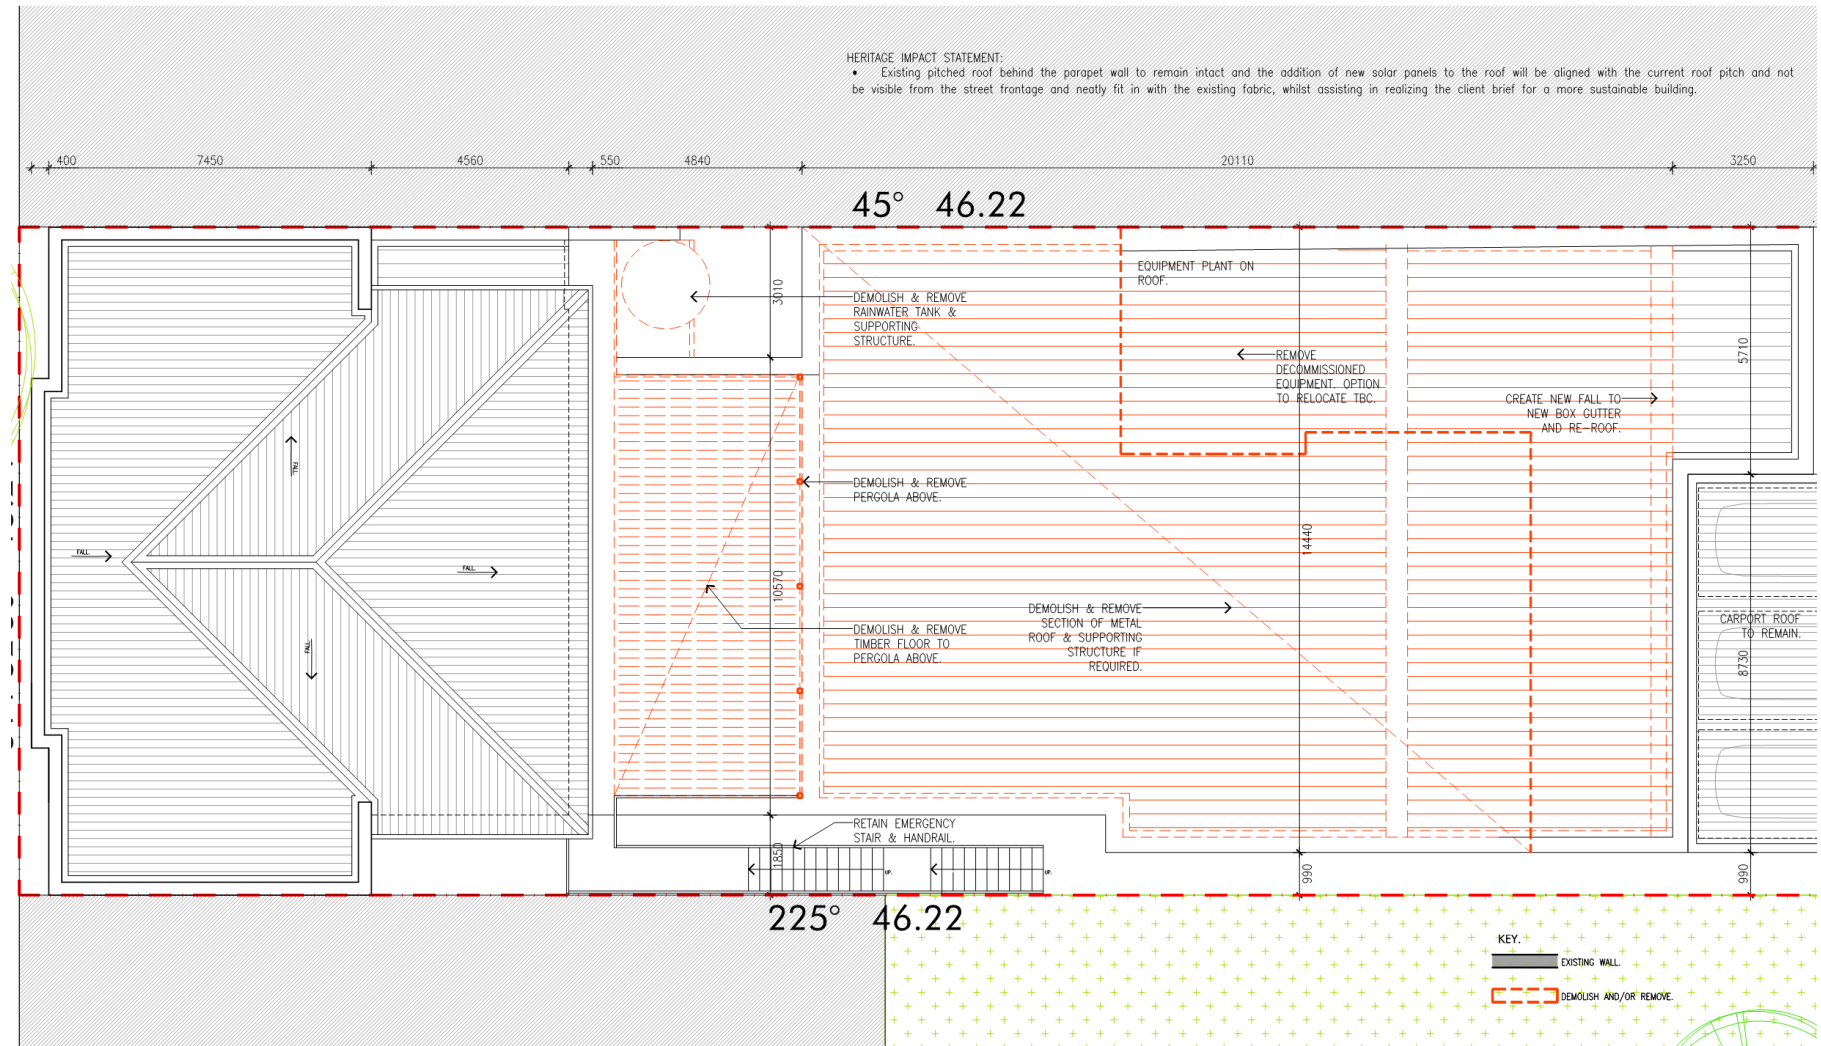 HERITAGE IMPACT STATEMENT:
• Existing pitched roof behind the parapet wall to remain intact and the addition of new solar panels to the roof will be aligned with the current roof pitch and not
be visible from the street frontage and neatly fit in with the existing fabric, whilst assisting in realizing the client brief for a more sustainable building.
400 7450 4560 550 4840 20110 3250
45° 46.22
EQUIPMENT PLANT ON
ROOF.
3010
DEMOLISH & REMOVE
RAINWATER TANK &
SUPPORTING
STRUCTURE.
REMOVE
DECOMMISSIONED
EQUIPMENT. OPTION
TO RELOCATE TBC.
5710
CREATE NEW FALL TO
NEW BOX GUTTER
AND RE-ROOF.
FALL.
DEMOLISH & REMOVE
PERGOLA ABOVE.
FALL.
FALL.
14440
10570
DEMOLISH & REMOVE
SECTION OF METAL
ROOF & SUPPORTING
STRUCTURE IF
REQUIRED.
CARPORT ROOF
TO REMAIN.
FALL.
DEMOLISH & REMOVE
TIMBER FLOOR TO
PERGOLA ABOVE.
8730
RETAIN EMERGENCY
STAIR & HANDRAIL.
1850
UP.
UP.
990
990
225° 46.22
KEY.
EXISTING WALL.
DEMOLISH AND/OR REMOVE.